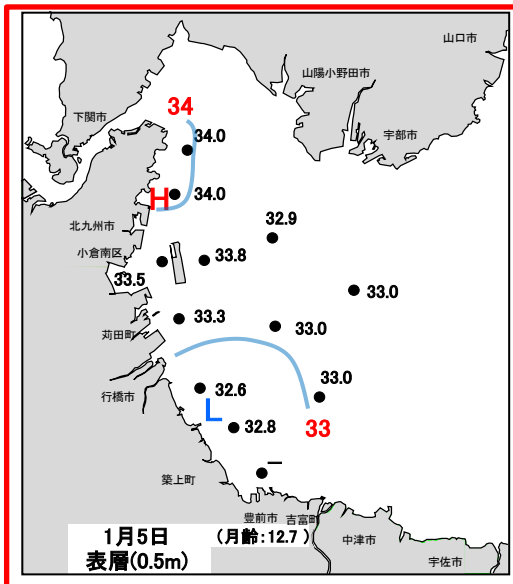 山口市
山陽小野田市
下関市
34
宇部市
34.0
34.0
H
北九州市
32.9
小倉南区
33.8
33.5
33.0
33.3
33.0
苅田町
33.0
行橋市
32.6
L
32.8
33
築上町
－
豊前市
吉富町
1月5日
(月齢:12.7 )
表層(0.5m)
中津市
宇佐市